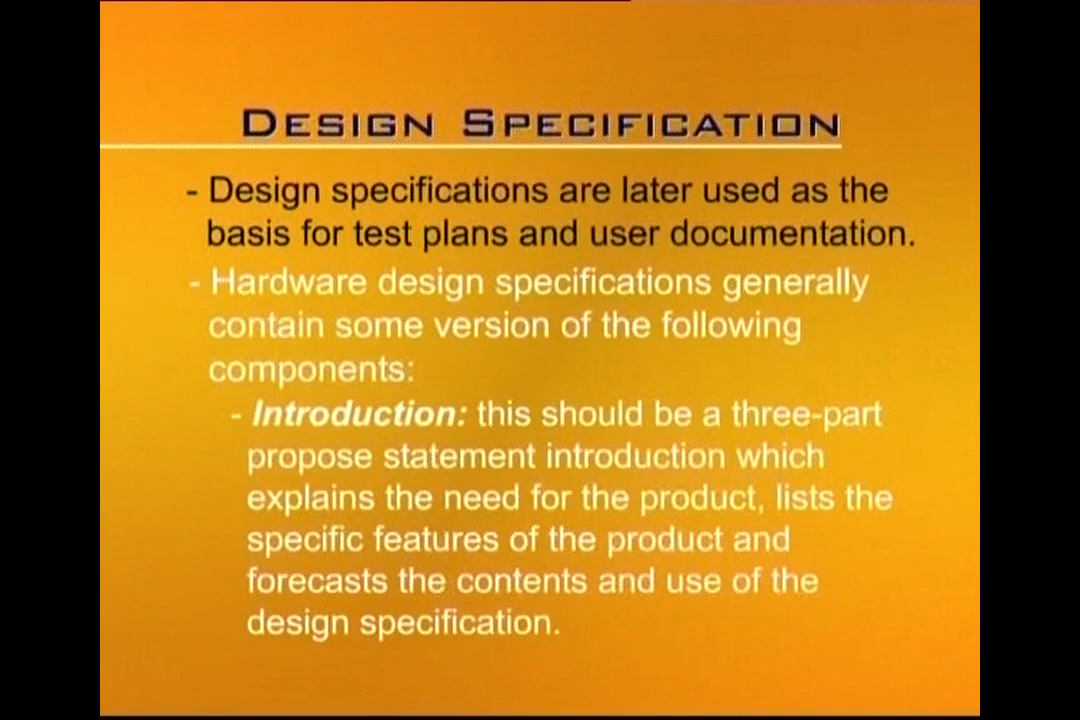 DESIGN SPECIFICATION
- Design specifications are later used as the
basis for test plans and user documentation.
- Hardware design specifications generally
contain some version of the following
components:
- Introduction: this should be a three-part
propose statement introduction which
explains the need for the product, lists the
specific features of the product and
forecasts the contents and use of the
design specification.